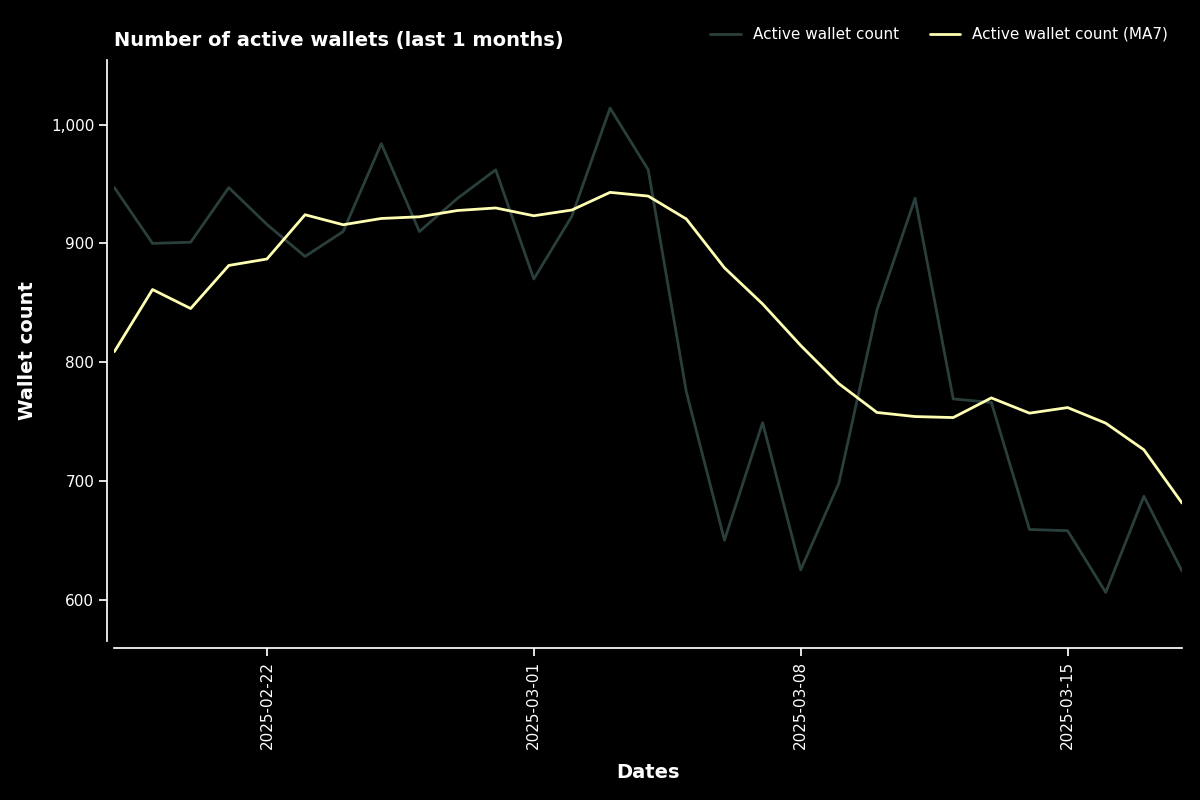 Number of active wallets (last 1 months)
Active wallet count
Active wallet count (MA7)
1,000
900
800
700
600
Wallet count
2025-02-22
2025-03-01
2025-03-08
2025-03-15
Dates